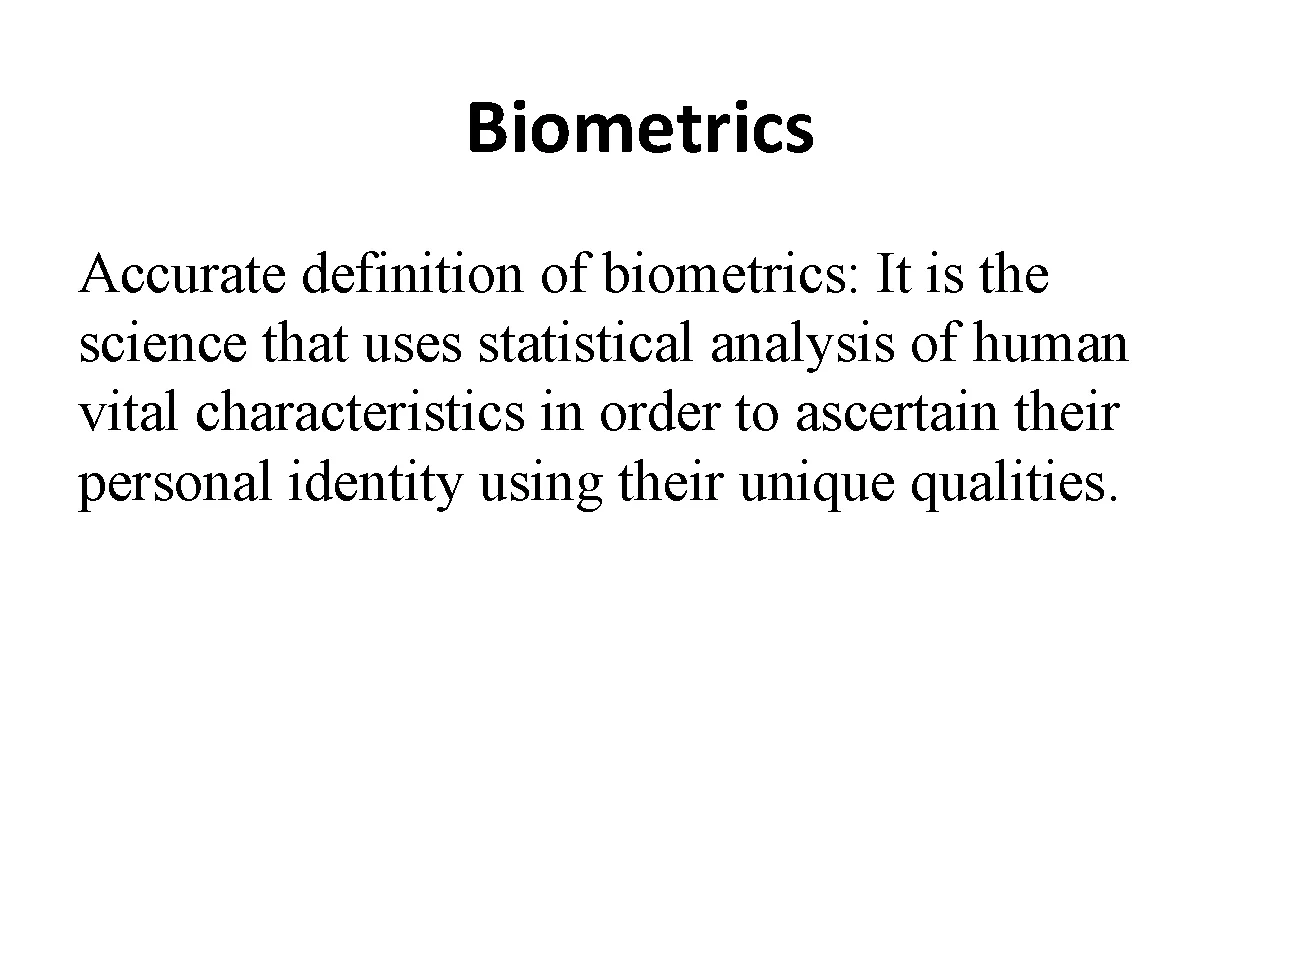 Biometrics
Accurate definition of biometrics: It is the
science that uses statistical analysis of human
vital characteristics in order to ascertain their
personal identity using their unique qualities.